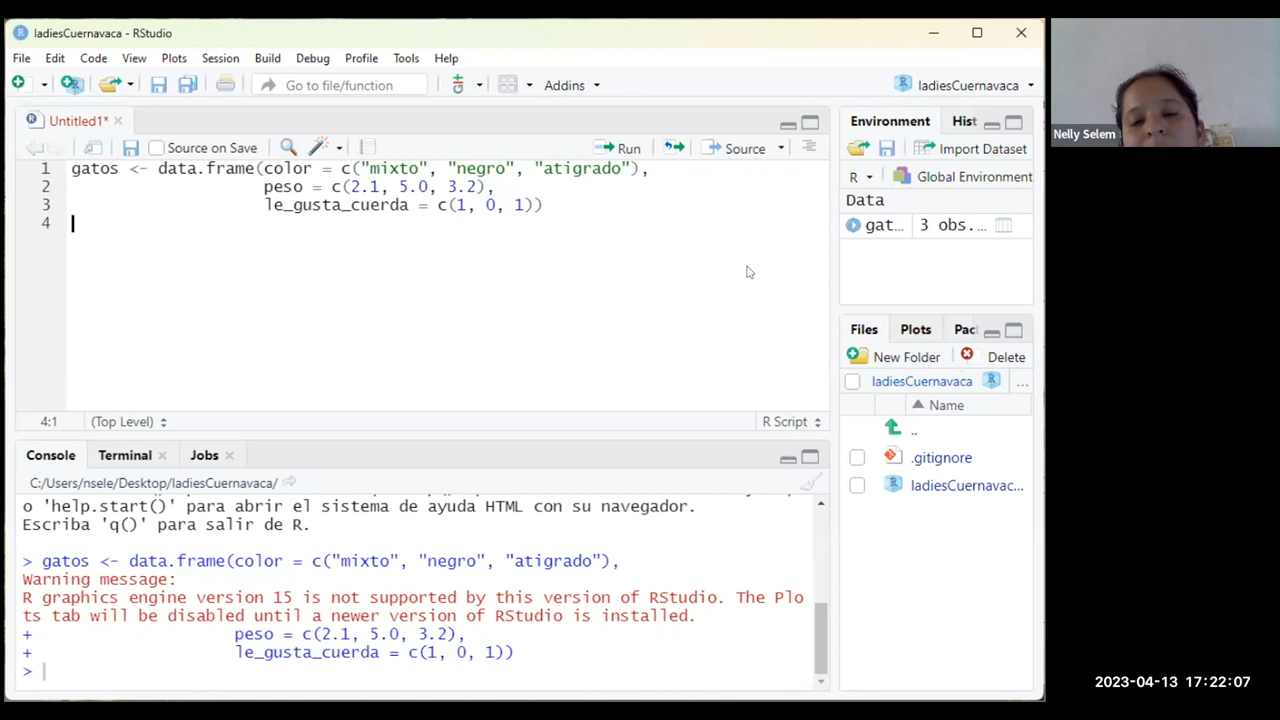 ladiesCuernavaca - RStudio
File Edit Code View Plots Session Build Debug Profile Tools Help
Go to file/function Addins ladiesCuernavaca
Untitled1*
Source on Save Run Source
1 gatos <- data.frame(color = c("mixto", "negro", "atigrado"),
2 peso = c(2.1, 5.0, 3.2),
3 le_gusta_cuerda = c(1, 0, 1))
4
4:1 (Top Level) R Script
Console Terminal Jobs
C:/Users/nsele/Desktop/ladiesCuernavaca/
o 'help.start()' para abrir el sistema de ayuda HTML con su navegador.
Escriba 'q()' para salir de R.
> gatos <- data.frame(color = c("mixto", "negro", "atigrado"),
Warning message:
R graphics engine version 15 is not supported by this version of RStudio. The Plo
ts tab will be disabled until a newer version of RStudio is installed.
+ peso = c(2.1, 5.0, 3.2),
+ le_gusta_cuerda = c(1, 0, 1))
>
Environment Hist
Import Dataset
R Global Environment
Data
gat... 3 obs....
Files Plots Pac
New Folder Delete
ladiesCuernavaca ...
Name
..
.gitignore
ladiesCuernavac...
Nelly Selem
2023-04-13 17:22:07